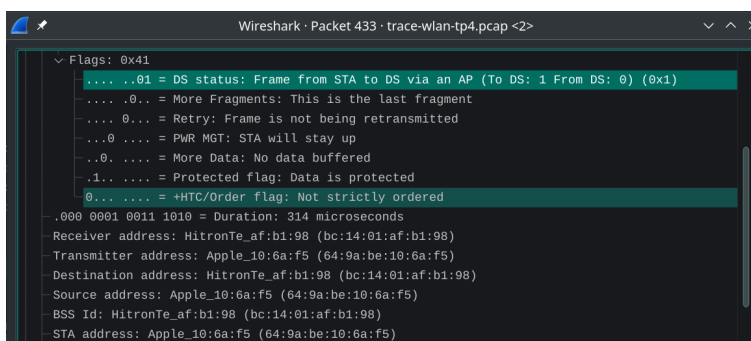 Wireshark · Packet 433 · trace-wlan-tp4.pcap <2>
Flags: 0x41
.... ..01 = DS status: Frame from STA to DS via an AP (To DS: 1 From DS: 0) (0x1)
.... .0.. = More Fragments: This is the last fragment
.... 0... = Retry: Frame is not being retransmitted
...0 .... = PWR MGT: STA will stay up
..0. .... = More Data: No data buffered
.1.. .... = Protected flag: Data is protected
0... .... = +HTC/Order flag: Not strictly ordered
.000 0001 0011 1010 = Duration: 314 microseconds
Receiver address: HitronTe_af:b1:98 (bc:14:01:af:b1:98)
Transmitter address: Apple_10:6a:f5 (64:9a:be:10:6a:f5)
Destination address: HitronTe_af:b1:98 (bc:14:01:af:b1:98)
Source address: Apple_10:6a:f5 (64:9a:be:10:6a:f5)
BSS Id: HitronTe_af:b1:98 (bc:14:01:af:b1:98)
STA address: Apple_10:6a:f5 (64:9a:be:10:6a:f5)